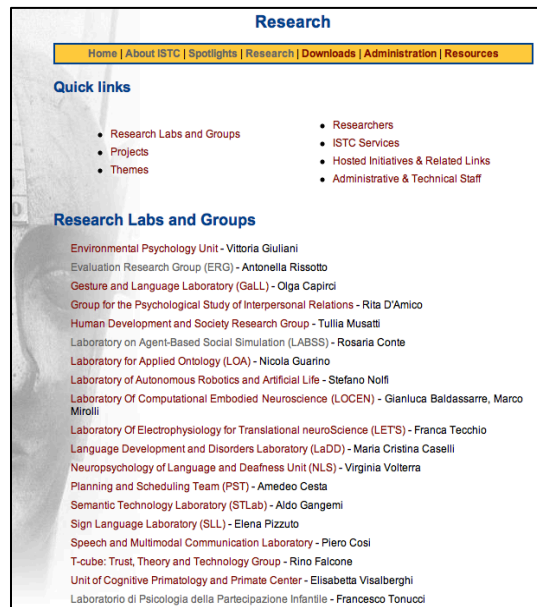 Research
Home | About ISTC | Spotlights | Research | Downloads | Administration | Resources
Quick links
• Research Labs and Groups
• Projects
• Themes
• Researchers
• ISTC Services
• Hosted Initiatives & Related Links
• Administrative & Technical Staff
Research Labs and Groups
Environmental Psychology Unit - Vittoria Giuliani
Evaluation Research Group (ERG) - Antonella Rissotto
Gesture and Language Laboratory (GaLL) - Olga Capirci
Group for the Psychological Study of Interpersonal Relations - Rita D'Amico
Human Development and Society Research Group - Tullia Musatti
Laboratory on Agent-Based Social Simulation (LABSS) - Rosaria Conte
Laboratory for Applied Ontology (LOA) - Nicola Guarino
Laboratory of Autonomous Robotics and Artificial Life - Stefano Nolfi
Laboratory Of Computational Embodied Neuroscience (LOCEN) - Gianluca Baldassarre, Marco
Mirolli
Laboratory Of Electrophysiology for Translational neuroScience (LET'S) - Franca Tecchio
Language Development and Disorders Laboratory (LaDD) - Maria Cristina Caselli
Neuropsychology of Language and Deafness Unit (NLS) - Virginia Volterra
Planning and Scheduling Team (PST) - Amedeo Cesta
Semantic Technology Laboratory (STLab) - Aldo Gangemi
Sign Language Laboratory (SLL) - Elena Pizzuto
Speech and Multimodal Communication Laboratory - Piero Cosi
T-cube: Trust, Theory and Technology Group - Rino Falcone
Unit of Cognitive Primatology and Primate Center - Elisabetta Visalberghi
Laboratorio di Psicologia della Partecipazione Infantile - Francesco Tonucci